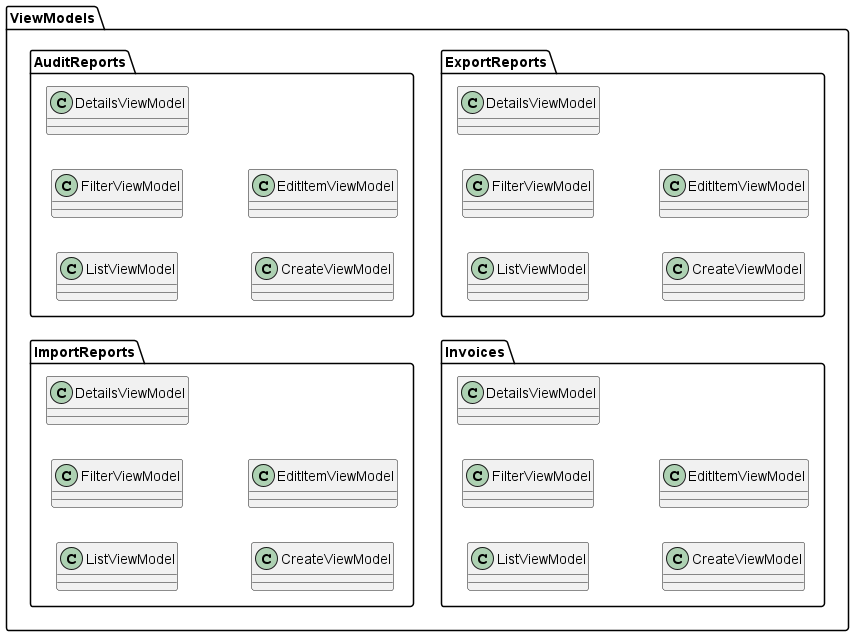 ViewModels
AuditReports
C DetailsViewModel
C FilterViewModel
C EditItemViewModel
C ListViewModel
C CreateViewModel
ExportReports
C DetailsViewModel
C FilterViewModel
C EditItemViewModel
C ListViewModel
C CreateViewModel
ImportReports
C DetailsViewModel
C FilterViewModel
C EditItemViewModel
C ListViewModel
C CreateViewModel
Invoices
C DetailsViewModel
C FilterViewModel
C EditItemViewModel
C ListViewModel
C CreateViewModel